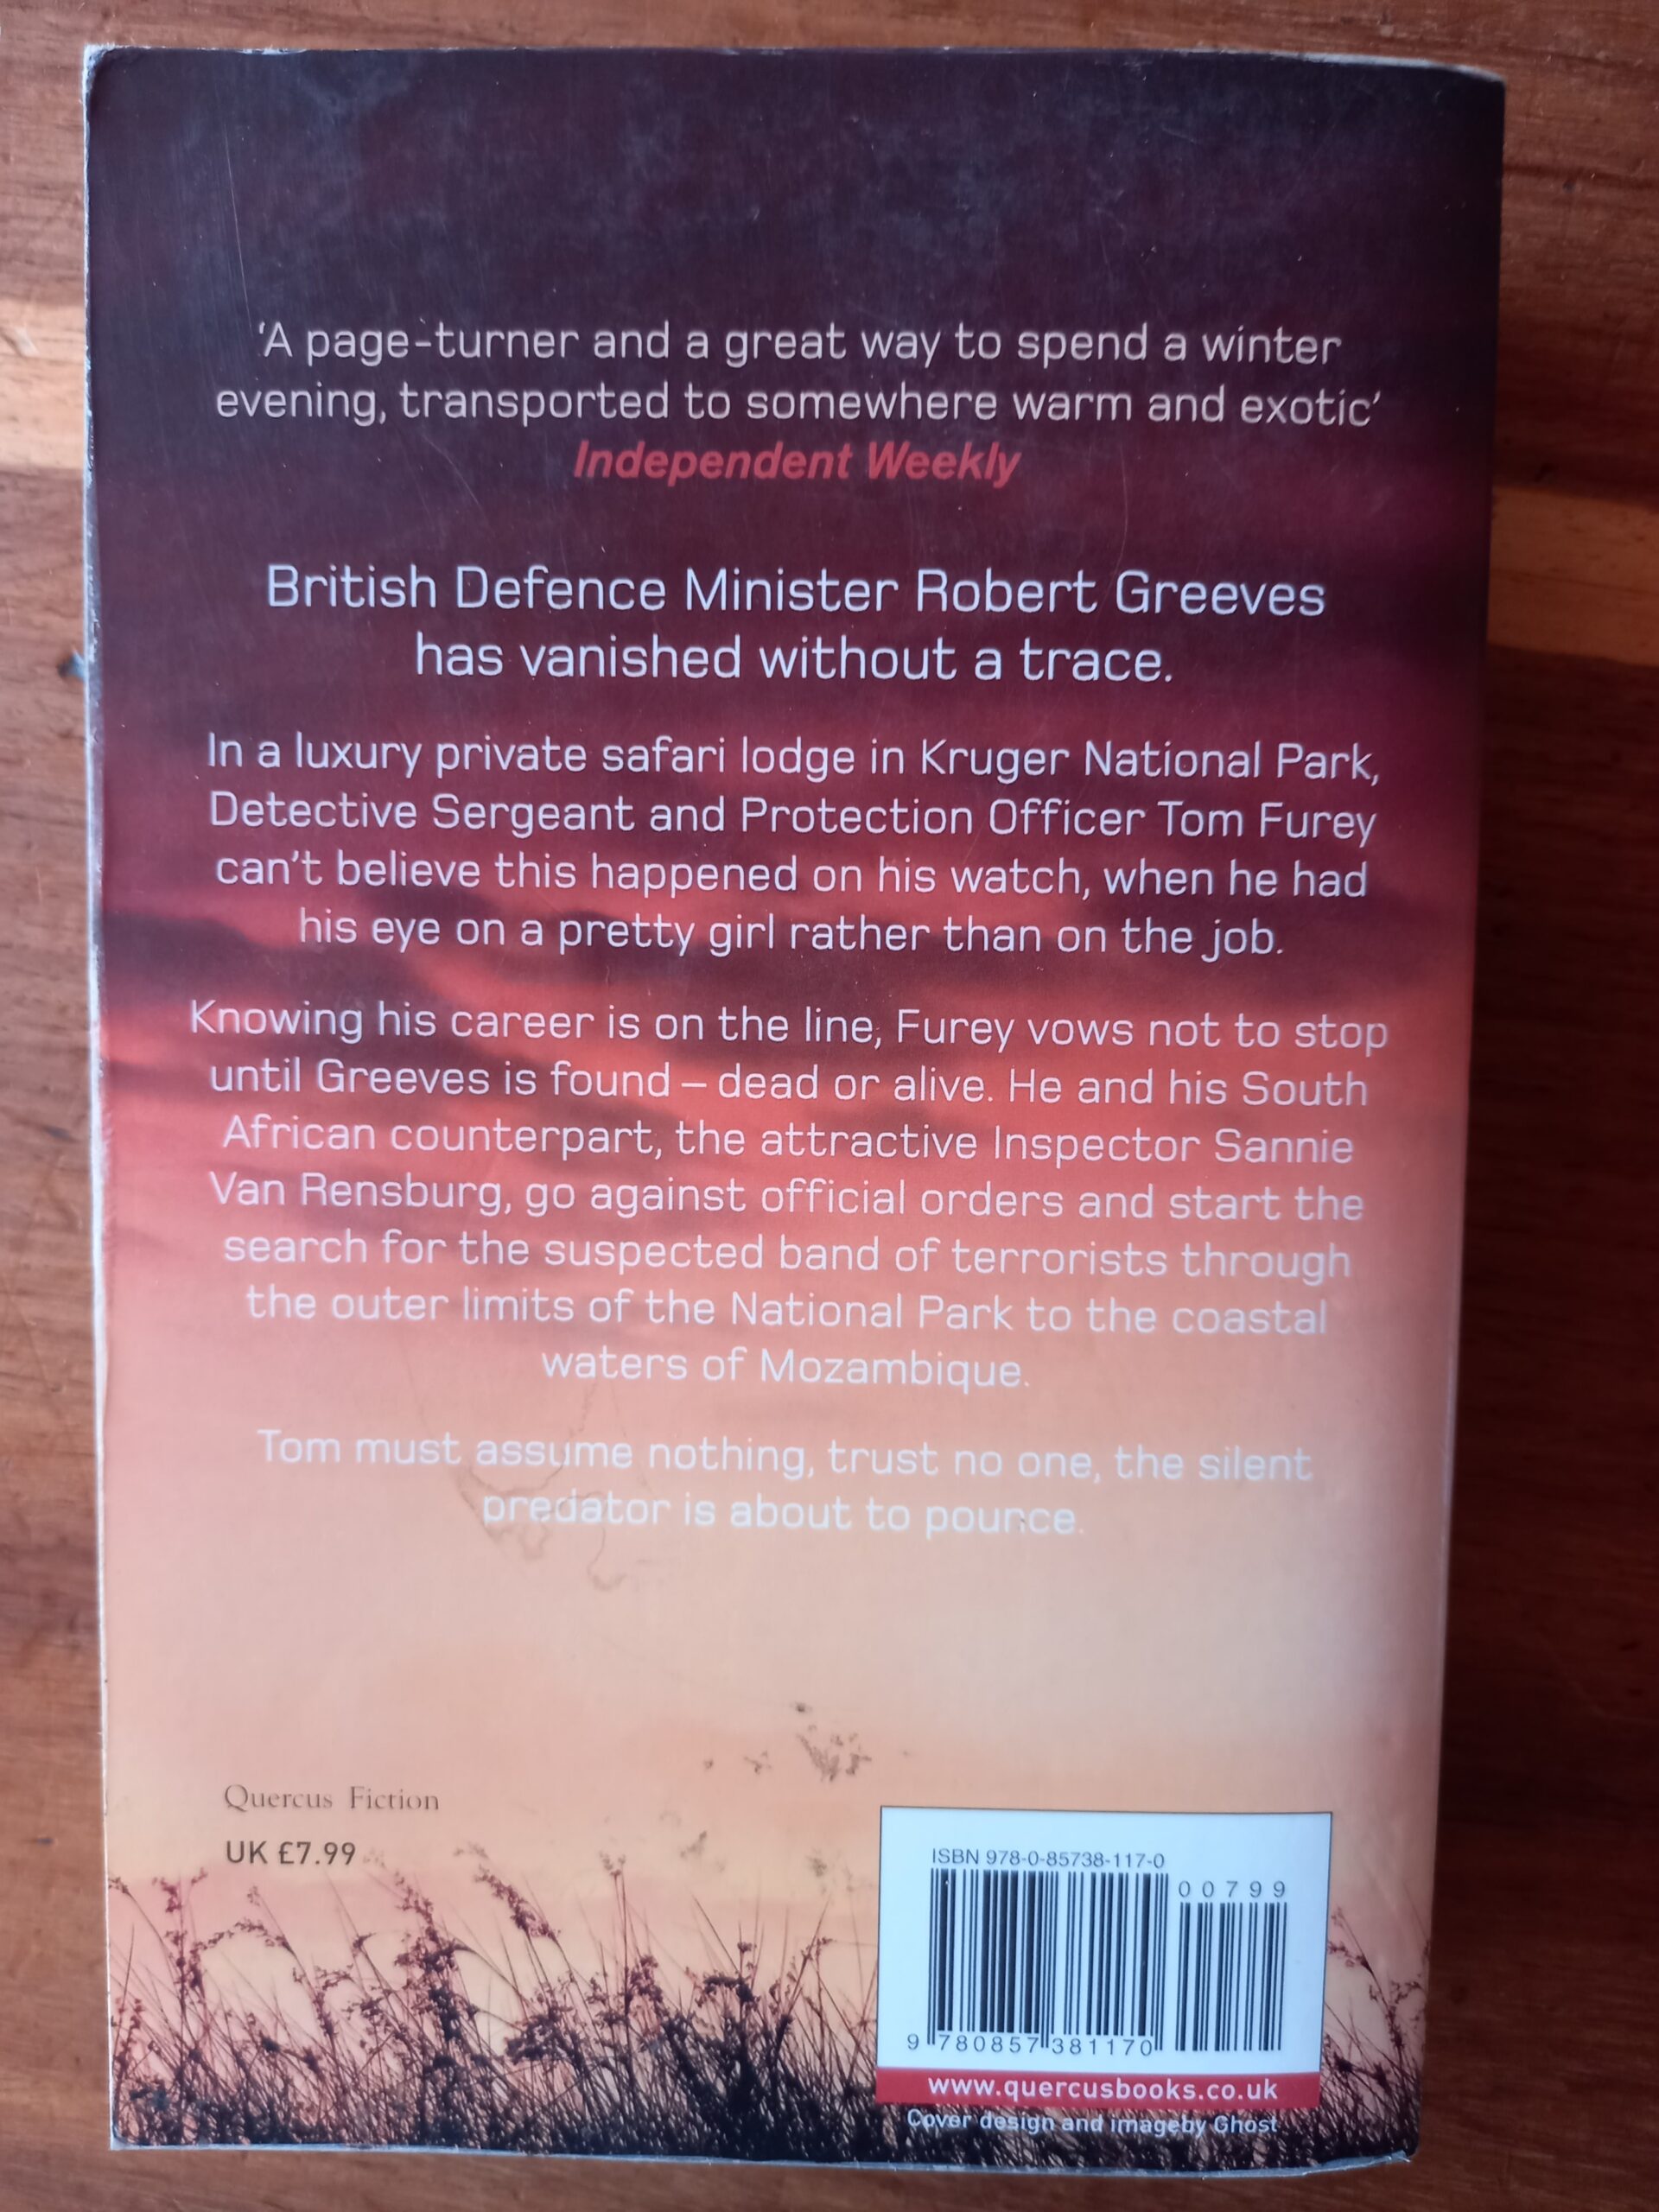 ‘A page-turner and a great way to spend a winter
evening, transported to somewhere warm and exotic’
Independent Weekly
British Defence Minister Robert Greeves
has vanished without a trace.
In a luxury private safari lodge in Kruger National Park,
Detective Sergeant and Protection Officer Tom Furey
can't believe this happened on his watch, when he had
his eye on a pretty girl rather than on the job.
Knowing his career is on the line, Furey vows not to stop
until Greeves is found – dead or alive. He and his South
African counterpart, the attractive Inspector Sannie
Van Rensburg, go against official orders and start the
search for the suspected band of terrorists through
the outer limits of the National Park to the coastal
waters of Mozambique.
Tom must assume nothing, trust no one, the silent
predator is about to pounce.
Quercus Fiction
UK £7.99
ISBN 978-0-85738-117-0
00799
9 780857 381170
www.quercusbooks.co.uk
Cover design and imageby Ghost